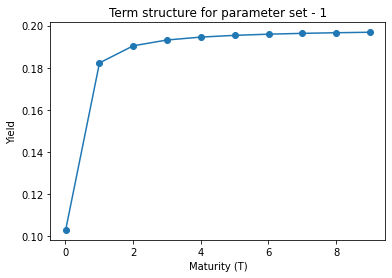 Term structure for parameter set - 1
0.20
0.18
0.16
0.14
0.12
0.10
Yield
0 2 4 6 8
Maturity (T)